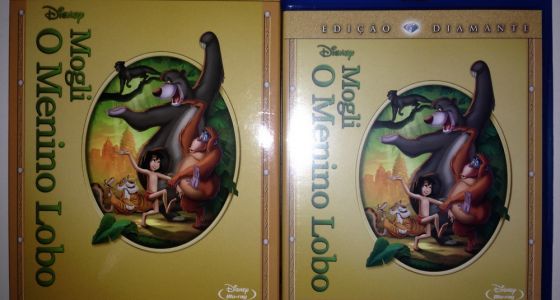 Disney
Mogli
O Menino Lobo
Disney
Blu-ray
EDIÇÃO DIAMANTE
Disney
Mogli
O Menino Lobo
Disney
Blu-ray